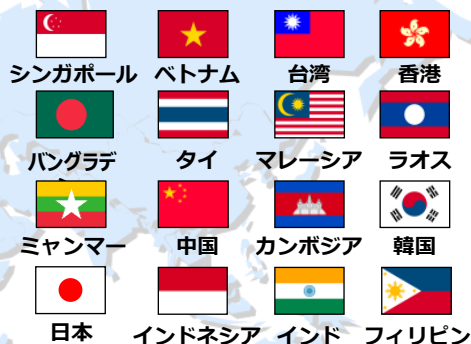 シンガポール ベトナム 台湾 香港
バングラデ タイ マレーシア ラオス
ミャンマー 中国 カンボジア 韓国
日本 インドネシア インド フィリピン